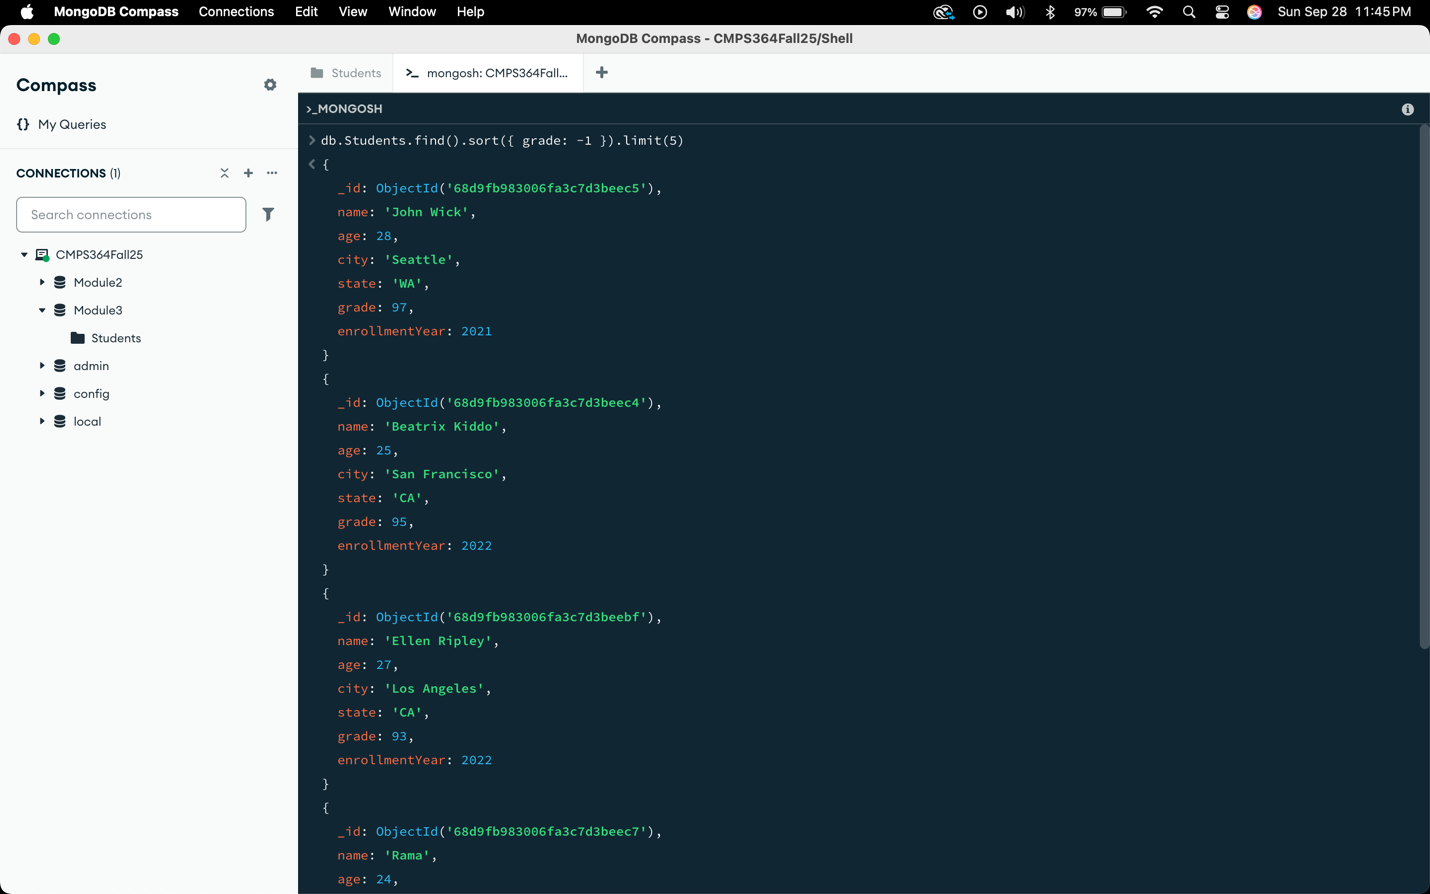 MongoDB Compass Connections Edit View Window Help 97% Sun Sep 28 11:45 PM
MongoDB Compass - CMPS364Fall25/Shell
Compass
{} My Queries
CONNECTIONS (1)
Search connections
CMPS364Fall25
Module2
Module3
Students
admin
config
local
Students
>_ mongosh: CMPS364Fall...
>_MONGOSH
> db.Students.find().sort({ grade: -1 }).limit(5)
< {
_id: ObjectId('68d9fb983006fa3c7d3beec5'),
name: 'John Wick',
age: 28,
city: 'Seattle',
state: 'WA',
grade: 97,
enrollmentYear: 2021
}
{
_id: ObjectId('68d9fb983006fa3c7d3beec4'),
name: 'Beatrix Kiddo',
age: 25,
city: 'San Francisco',
state: 'CA',
grade: 95,
enrollmentYear: 2022
}
{
_id: ObjectId('68d9fb983006fa3c7d3beebf'),
name: 'Ellen Ripley',
age: 27,
city: 'Los Angeles',
state: 'CA',
grade: 93,
enrollmentYear: 2022
}
{
_id: ObjectId('68d9fb983006fa3c7d3beec7'),
name: 'Rama',
age: 24,